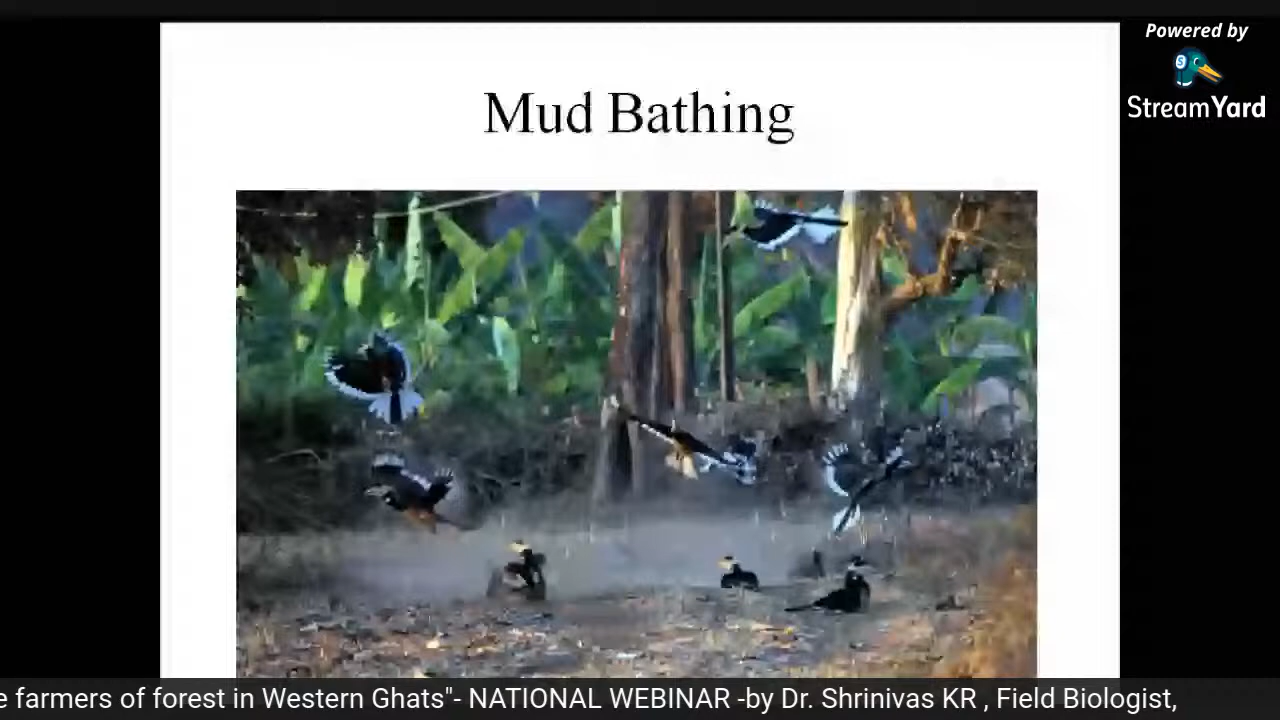 Powered by
StreamYard
Mud Bathing
e farmers of forest in Western Ghats"- NATIONAL WEBINAR -by Dr. Shrinivas KR , Field Biologist,